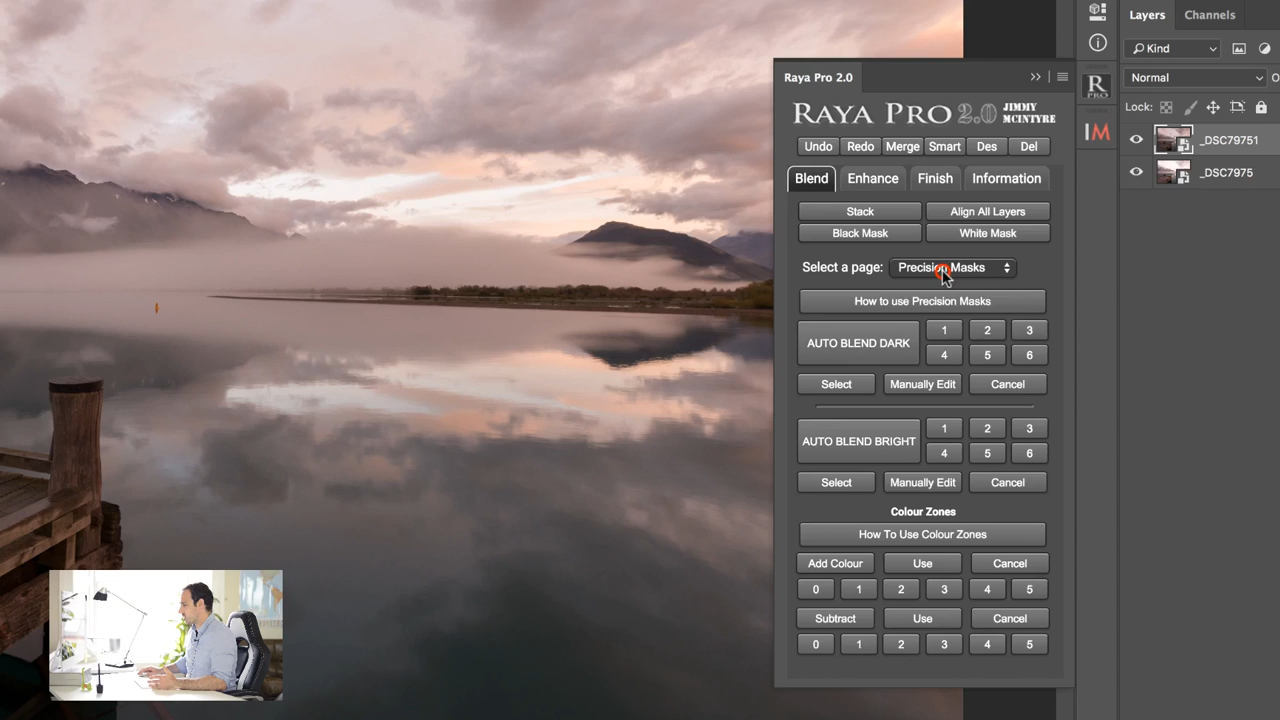 Layers Channels
Kind
Raya Pro 2.0
RAYA PRO 2.0 JIMMY MCINTYRE
R PRO
Normal
Undo Redo Merge Smart Des Del
Lock:
IM
_DSC79751
Blend Enhance Finish Information
_DSC7975
Stack Align All Layers
Black Mask White Mask
Select a page: Precision Masks
How to use Precision Masks
AUTO BLEND DARK 1 2 3
4 5 6
Select Manually Edit Cancel
AUTO BLEND BRIGHT 1 2 3
4 5 6
Select Manually Edit Cancel
Colour Zones
How To Use Colour Zones
Add Colour Use Cancel
0 1 2 3 4 5
Subtract Use Cancel
0 1 2 3 4 5